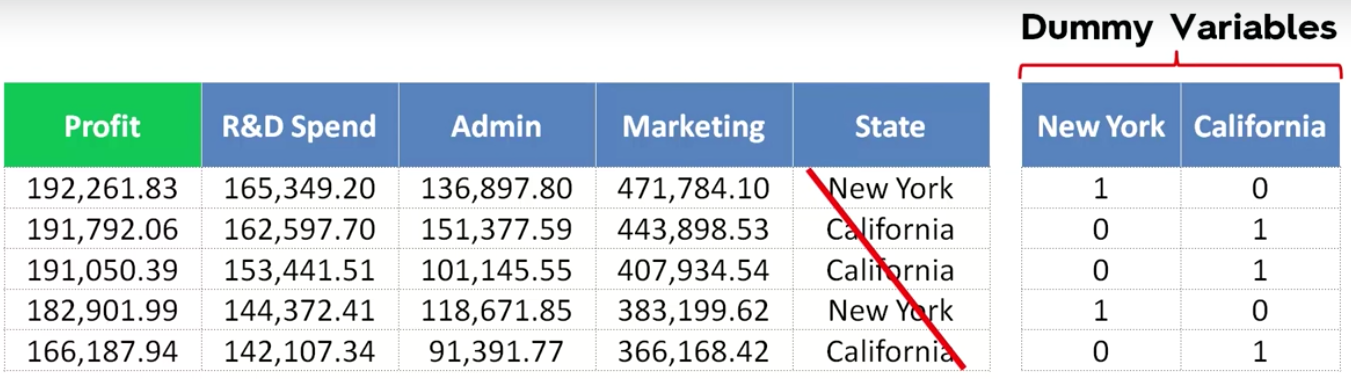 Dummy Variables
Profit R&D Spend Admin Marketing State New York California
192,261.83 165,349.20 136,897.80 471,784.10 New York 1 0
191,792.06 162,597.70 151,377.59 443,898.53 California 0 1
191,050.39 153,441.51 101,145.55 407,934.54 California 0 1
182,901.99 144,372.41 118,671.85 383,199.62 New York 1 0
166,187.94 142,107.34 91,391.77 366,168.42 California 0 1